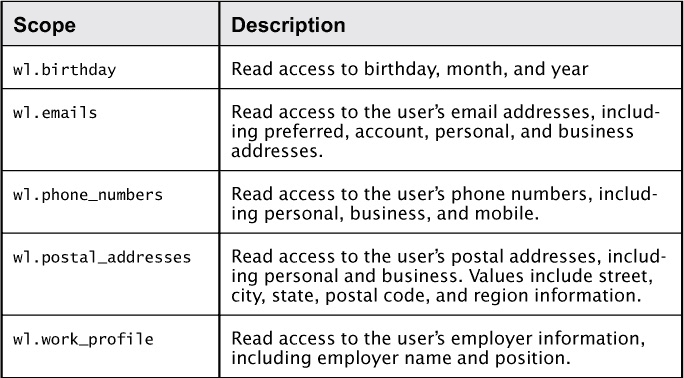 Scope Description
wl.birthday Read access to birthday, month, and year
wl.emails Read access to the user’s email addresses, includ-
ing preferred, account, personal, and business
addresses.
wl.phone_numbers Read access to the user’s phone numbers, includ-
ing personal, business, and mobile.
wl.postal_addresses Read access to the user’s postal addresses, includ-
ing personal and business. Values include street,
city, state, postal code, and region information.
wl.work_profile Read access to the user’s employer information,
including employer name and position.